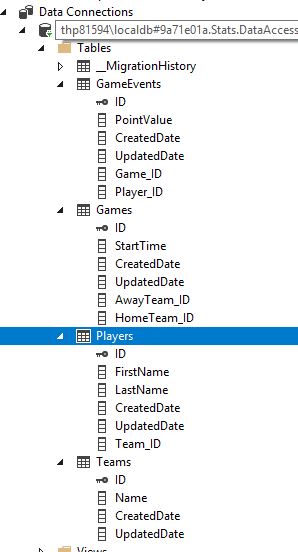 Data Connections
thp81594\localdb#9a71e01a.Stats.DataAccess
Tables
__MigrationHistory
GameEvents
ID
PointValue
CreatedDate
UpdatedDate
Game_ID
Player_ID
Games
ID
StartTime
CreatedDate
UpdatedDate
AwayTeam_ID
HomeTeam_ID
Players
ID
FirstName
LastName
CreatedDate
UpdatedDate
Team_ID
Teams
ID
Name
CreatedDate
UpdatedDate
Views